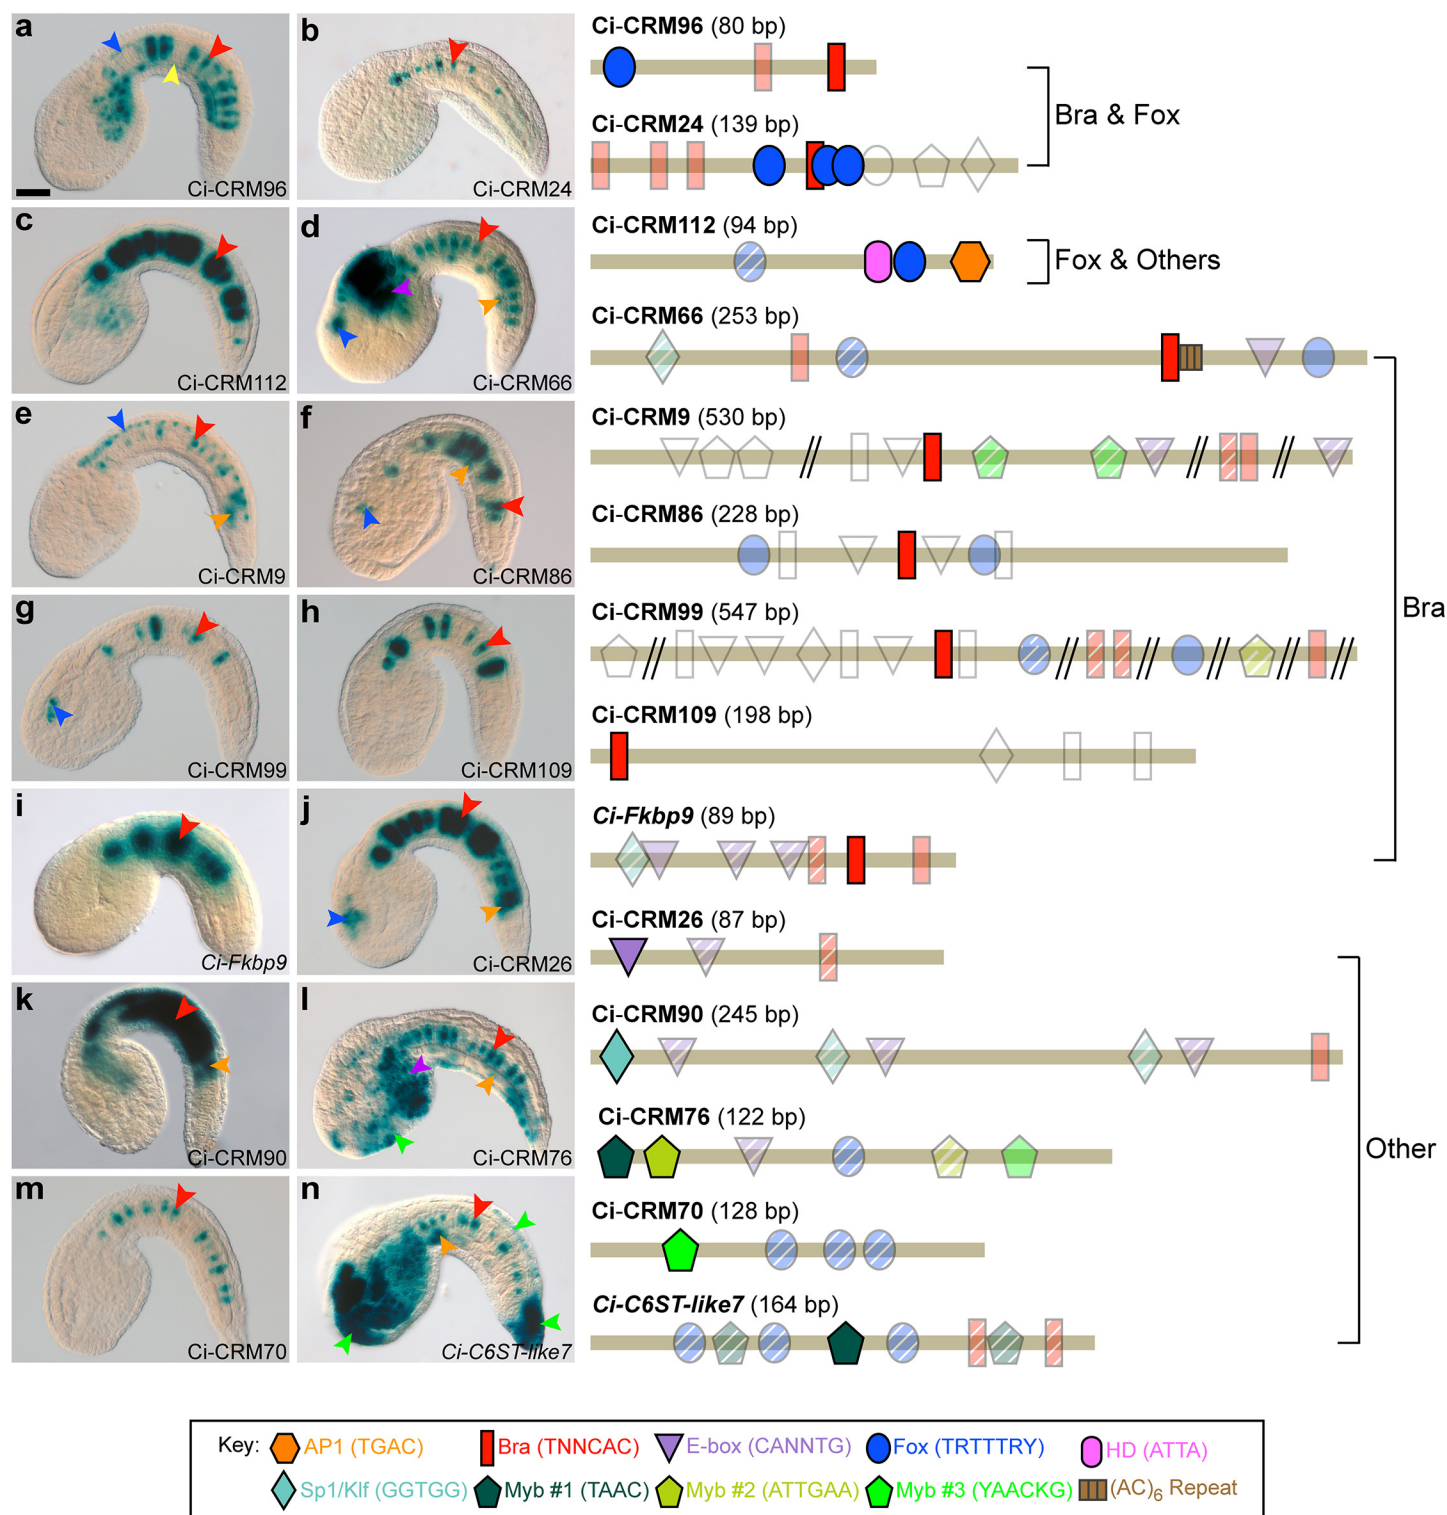 a
Ci-CRM96
b
Ci-CRM24
c
Ci-CRM112
d
Ci-CRM66
e
Ci-CRM9
f
Ci-CRM86
g
Ci-CRM99
h
Ci-CRM109
i
Ci-Fkbp9
j
Ci-CRM26
k
Ci-CRM90
l
Ci-CRM76
m
Ci-CRM70
n
Ci-C6ST-like7
Ci-CRM96 (80 bp)
Ci-CRM24 (139 bp)
Bra & Fox
Ci-CRM112 (94 bp)
Fox & Others
Ci-CRM66 (253 bp)
Ci-CRM9 (530 bp)
Ci-CRM86 (228 bp)
Ci-CRM99 (547 bp)
Ci-CRM109 (198 bp)
Ci-Fkbp9 (89 bp)
Bra
Ci-CRM26 (87 bp)
Ci-CRM90 (245 bp)
Ci-CRM76 (122 bp)
Ci-CRM70 (128 bp)
Ci-C6ST-like7 (164 bp)
Other
Key: AP1 (TGAC) Bra (TNNCAC) E-box (CANNTG) Fox (TRTTTRY) HD (ATTA)
Sp1/Klf (GGTGG) Myb #1 (TAAC) Myb #2 (ATTGAA) Myb #3 (YAACKG) (AC)6 Repeat